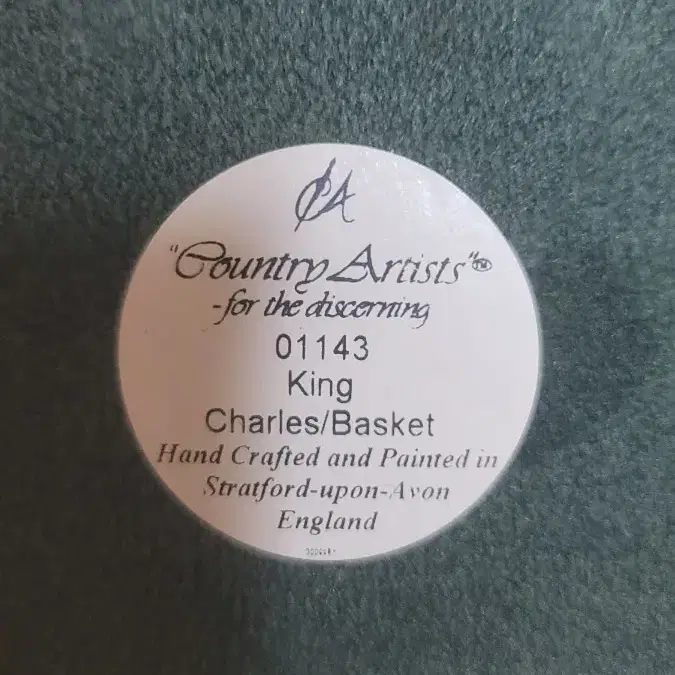 CA
"Country Artists"™
-for the discerning
01143
King
Charles/Basket
Hand Crafted and Painted in
Stratford-upon-Avon
England